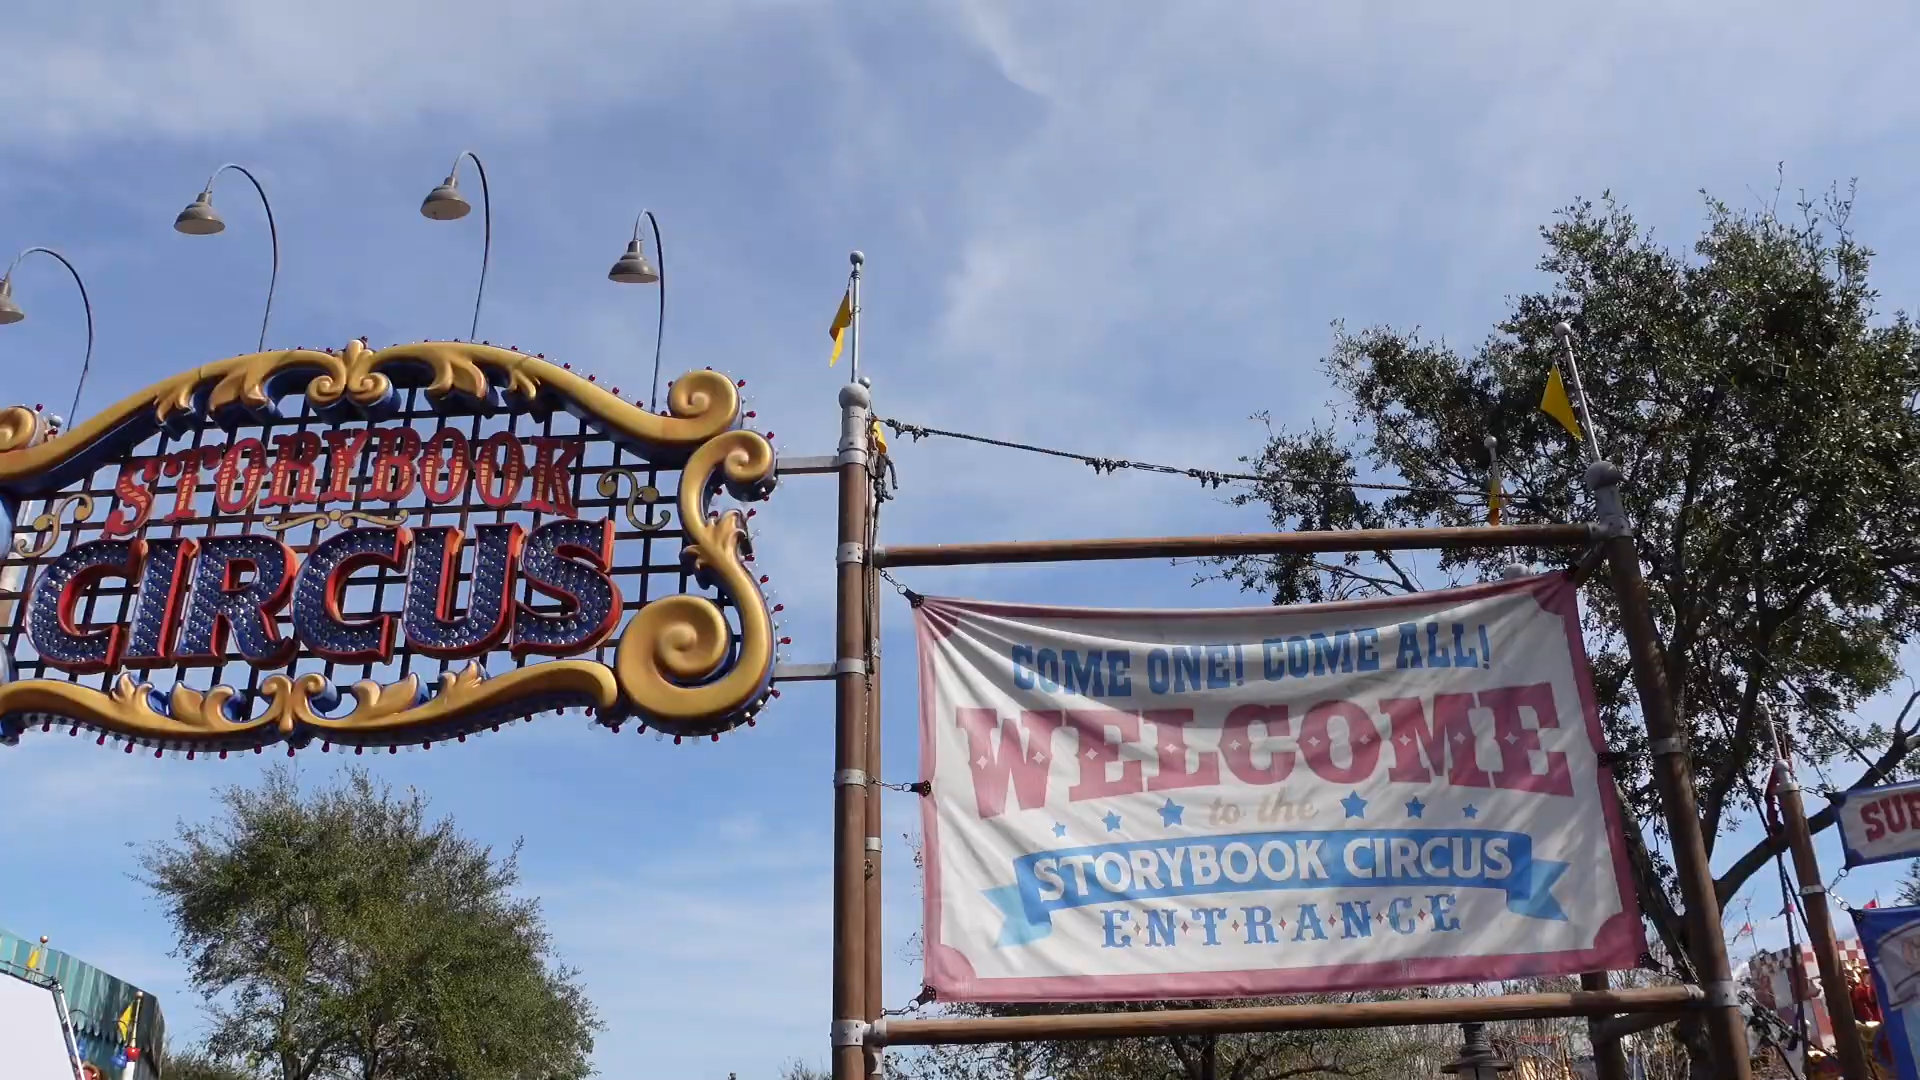 STORYBOOK
CIRCUS
COME ONE! COME ALL!
WELCOME
to the
STORYBOOK CIRCUS
ENTRANCE